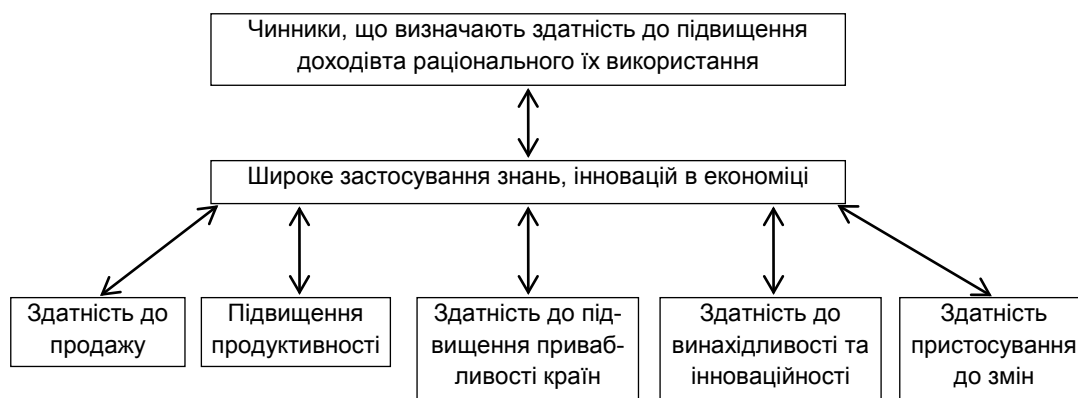 Чинники, що визначають здатність до підвищення
доходівта раціонального їх використання
Широке застосування знань, інновацій в економіці
Здатність до
продажу
Підвищення
продуктивності
Здатність до під-
вищення приваб-
ливості країн
Здатність до
винахідливості та
інноваційності
Здатність
пристосування
до змін